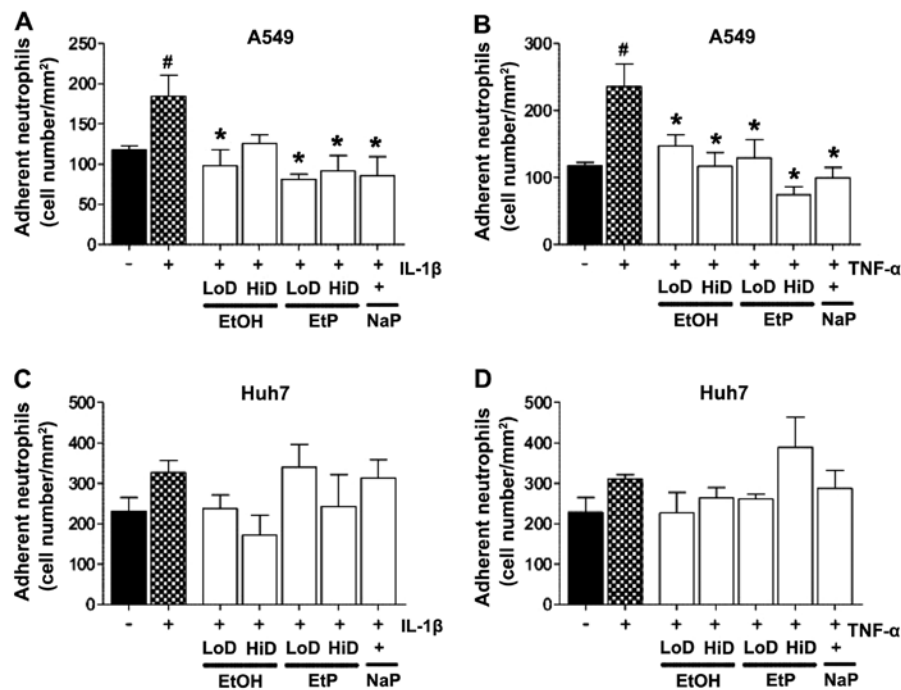 A
A549
Adherent neutrophils
(cell number/mm²)
250
200
150
100
50
0
#
*
*
*
*
- + + + + + + IL-1β
LoD HiD LoD HiD +
EtOH EtP NaP
B
A549
Adherent neutrophils
(cell number/mm²)
300
200
100
0
#
*
*
*
*
*
- + + + + + + TNF-α
LoD HiD LoD HiD +
EtOH EtP NaP
C
Huh7
Adherent neutrophils
(cell number/mm²)
500
400
300
200
100
0
- + + + + + + IL-1β
LoD HiD LoD HiD +
EtOH EtP NaP
D
Huh7
Adherent neutrophils
(cell number/mm²)
500
400
300
200
100
0
- + + + + + + TNF-α
LoD HiD LoD HiD +
EtOH EtP NaP